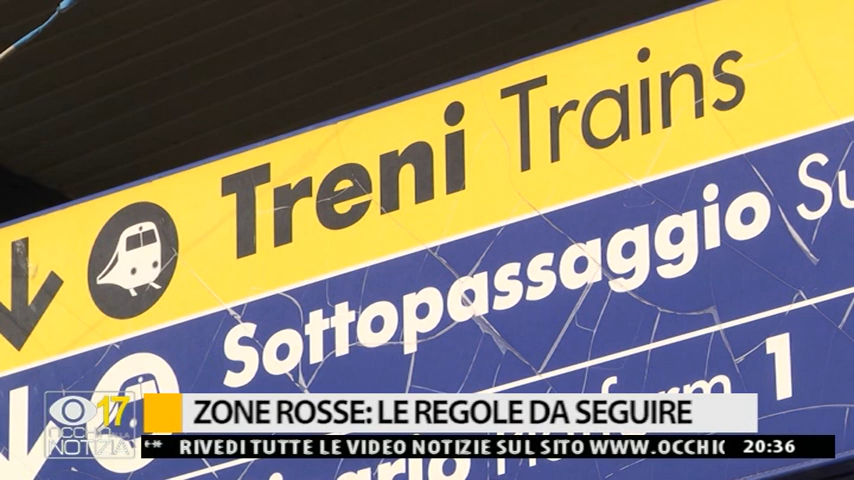 Treni Trains
Sottopassaggio Su
1
17
OCCHIO
NOTIZIA
ZONE ROSSE: LE REGOLE DA SEGUIRE
RIVEDI TUTTE LE VIDEO NOTIZIE SUL SITO WWW.OCCHIO
20:36